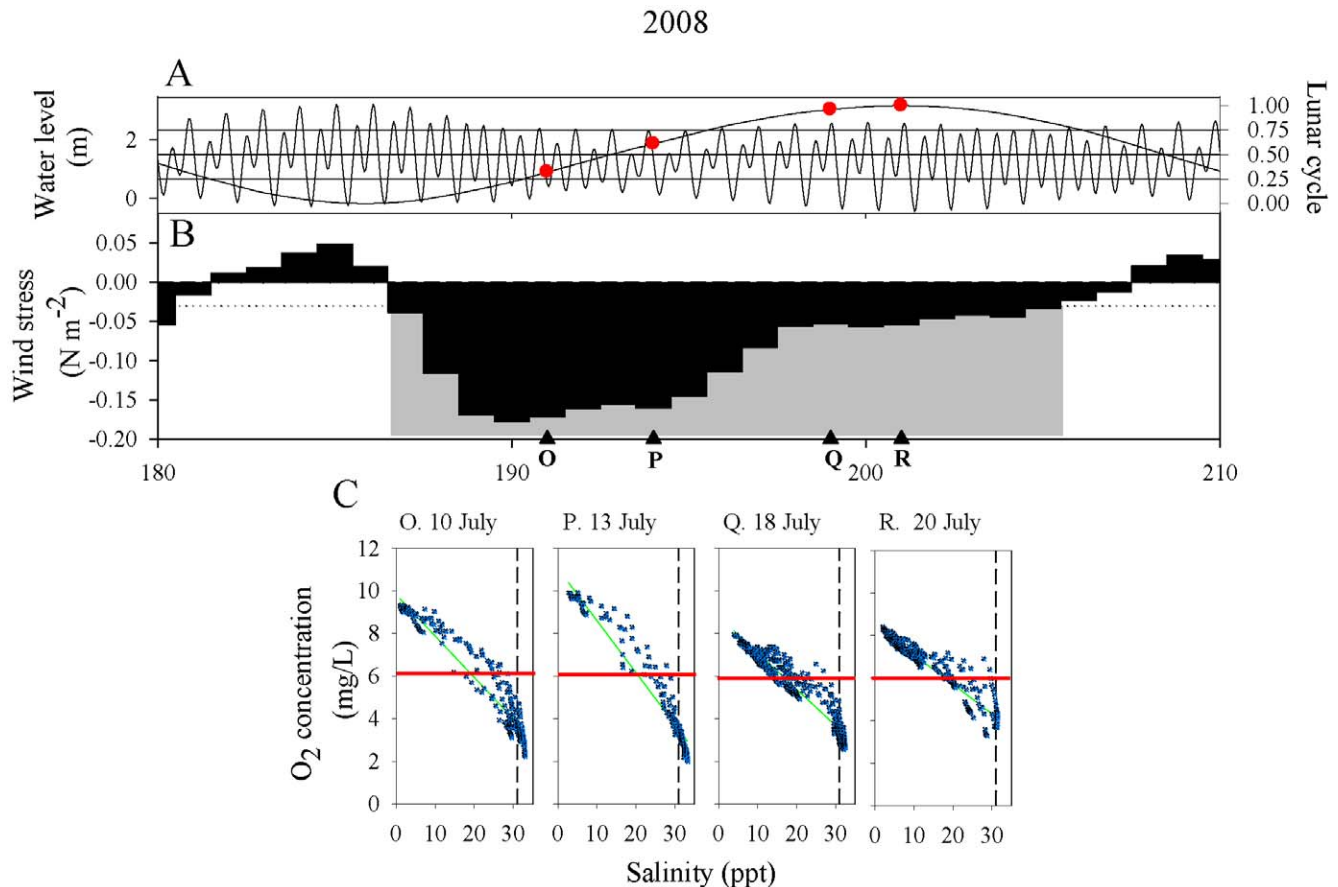 2008
A
Water level
(m)
2
0
1.00
0.75
0.50
0.25
0.00
Lunar cycle
B
Wind stress
(N m-2)
0.05
0.00
-0.05
-0.10
-0.15
-0.20
O P Q R
180 190 200 210
C
O. 10 July P. 13 July Q. 18 July R. 20 July
O2 concentration
(mg/L)
12
10
8
6
4
2
0
0 10 20 30 0 10 20 30 0 10 20 30 0 10 20 30
Salinity (ppt)